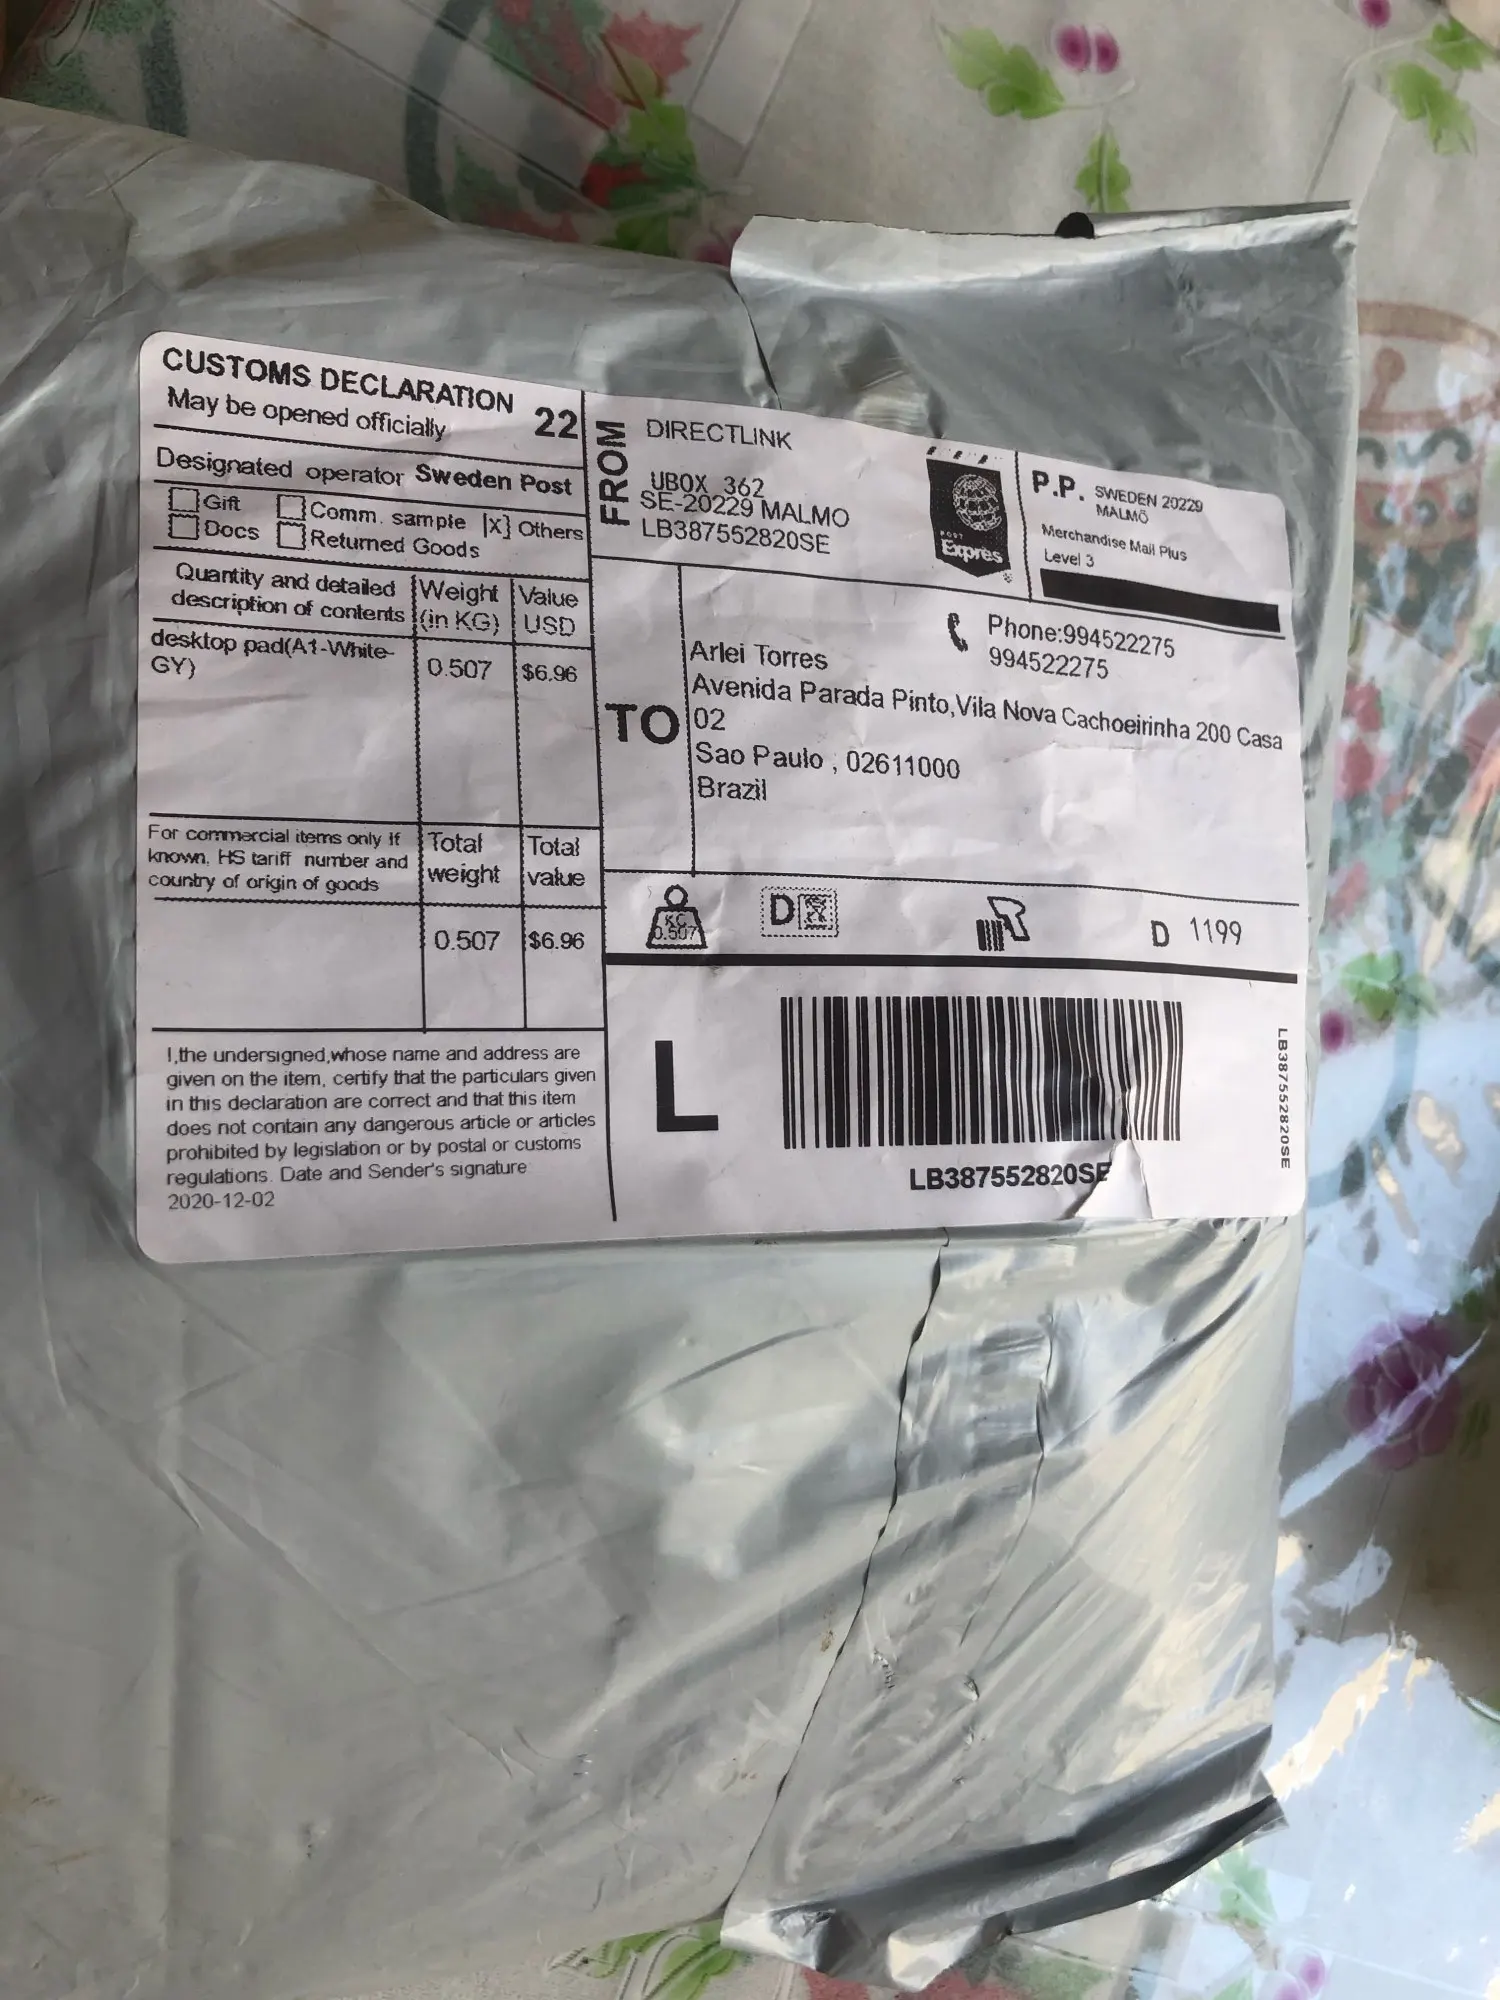 CUSTOMS DECLARATION
May be opened officially
22
Designated operator Sweden Post
Gift
Comm. sample
[x] Others
Docs
Returned Goods
Quantity and detailed
description of contents
Weight
(in KG)
Value
USD
desktop pad(A1-White-
GY)
0.507
$6.96
For commercial items only If
known, HS tariff number and
country of origin of goods
Total
weight
Total
value
0.507
$6.96
I,the undersigned,whose name and address are
given on the item, certify that the particulars given
in this declaration are correct and that this item
does not contain any dangerous article or articles
prohibited by legislation or by postal or customs
regulations. Date and Sender's signature
2020-12-02
FROM
DIRECTLINK
UBOX 362
SE-20229 MALMO
LB387552820SE
POST
Expres
P.P. SWEDEN 20229
MALMÖ
Merchandise Mail Plus
Level 3
TO
Phone:994522275
994522275
Arlei Torres
Avenida Parada Pinto,Vila Nova Cachoeirinha 200 Casa
02
Sao Paulo , 02611000
Brazil
KG
0.507
D
D 1199
L
LB387552820SE
LB387552820SE